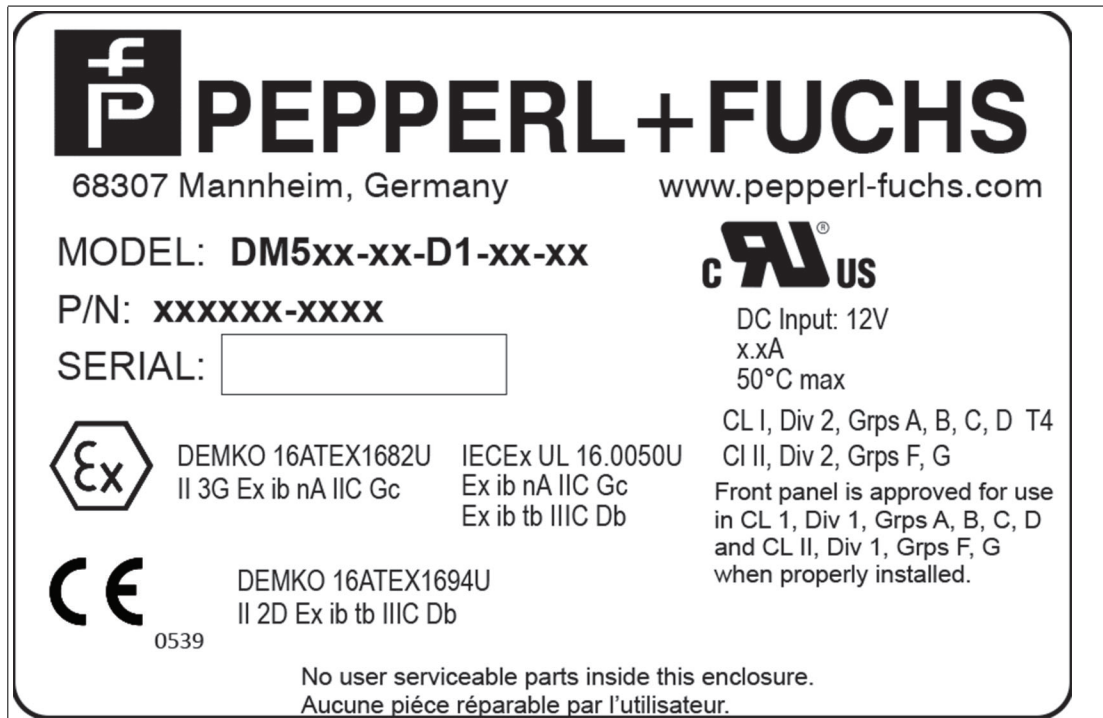 PEPPERL+FUCHS
68307 Mannheim, Germany
www.pepperl-fuchs.com
MODEL: DM5xx-xx-D1-xx-xx
P/N: xxxxxx-xxxx
SERIAL:
C RU ® US
DC Input: 12V
x.xA
50°C max
CL I, Div 2, Grps A, B, C, D T4
CI II, Div 2, Grps F, G
Front panel is approved for use
in CL 1, Div 1, Grps A, B, C, D
and CL II, Div 1, Grps F, G
when properly installed.
Ex
DEMKO 16ATEX1682U
II 3G Ex ib nA IIC Gc
IECEx UL 16.0050U
Ex ib nA IIC Gc
Ex ib tb IIIC Db
CE
0539
DEMKO 16ATEX1694U
II 2D Ex ib tb IIIC Db
No user serviceable parts inside this enclosure.
Aucune piéce réparable par l'utilisateur.